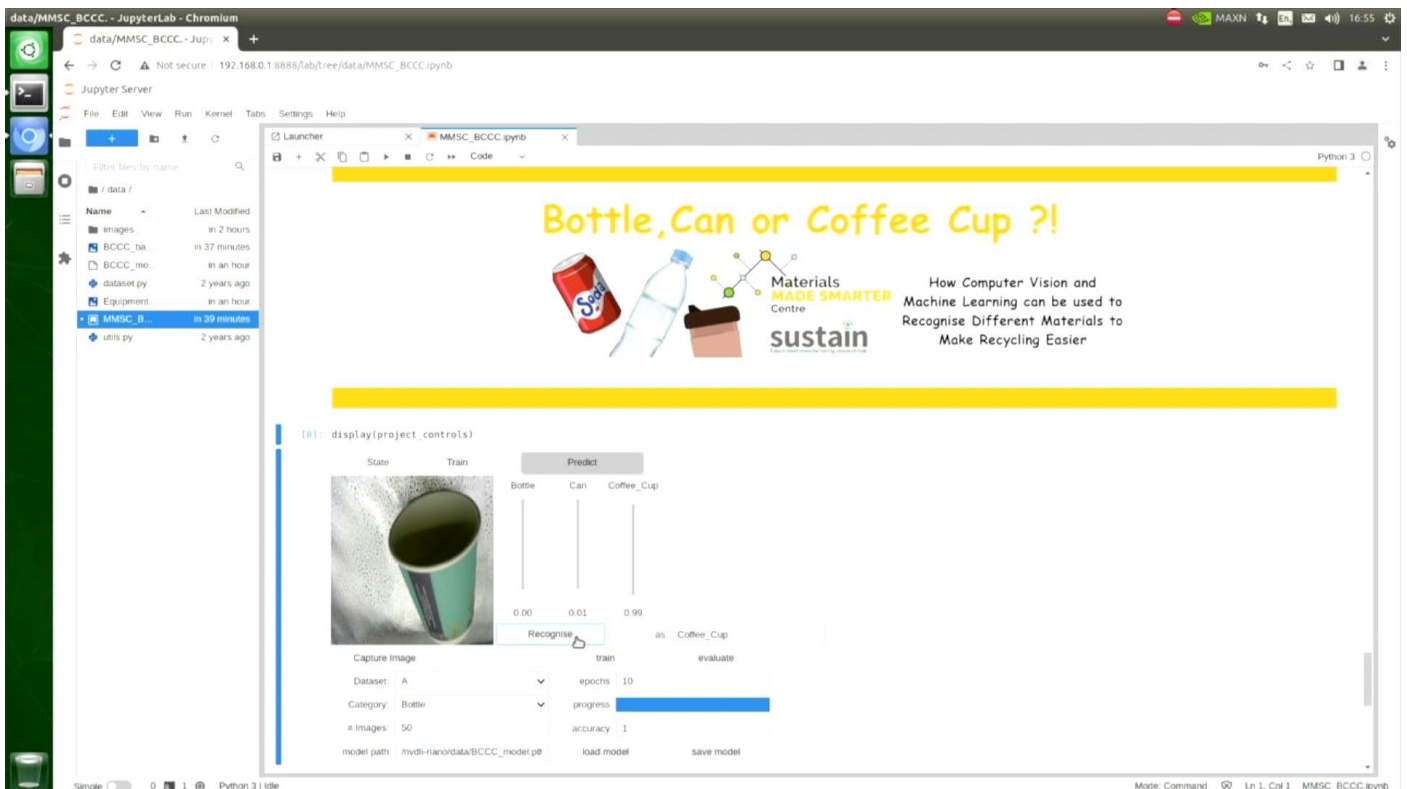 data/MMSC_BCCC. - JupyterLab - Chromium
MAXN En 16:55
data/MMSC_BCCC. - Jupy × +
Not secure 192.168.0.1:8888/lab/tree/data/MMSC_BCCC.ipynb
Jupyter Server
File Edit View Run Kernel Tabs Settings Help
Launcher × MMSC_BCCC.ipynb ×
Code Python 3
Filter files by name
/ data /
Name Last Modified
images in 2 hours
BCCC_ba... in 37 minutes
BCCC_mo... in an hour
dataset.py 2 years ago
Equipment... in an hour
MMSC_B... in 39 minutes
utils.py 2 years ago
Bottle,Can or Coffee Cup ?!
Soda
Materials
MADE SMARTER
Centre
sustain
How Computer Vision and
Machine Learning can be used to
Recognise Different Materials to
Make Recycling Easier
[8]: display(project_controls)
State Train Predict
Bottle Can Coffee_Cup
0.00 0.01 0.99
Recognise as Coffee_Cup
Capture Image train evaluate
Dataset: A epochs 10
Category: Bottle progress
# Images: 50 accuracy 1
model path /nvdli-nano/data/BCCC_model.pt load model save model
Simple 0 1 Python 3 | Idle Mode: Command Ln 1, Col 1 MMSC_BCCC.ipynb